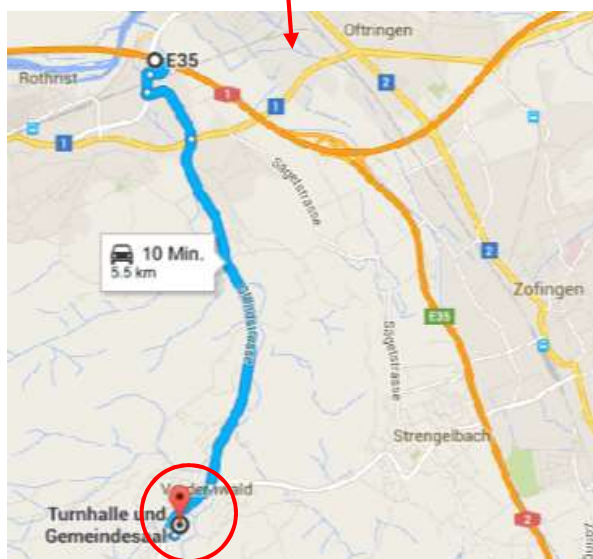 Oftringen
E35
Rothrist
2
1
1
1
Sägetstrasse
10 Min.
5.5 km
2
Zofingen
E35
Sägetstrasse
Strengelbach
Vordemwald
Turnhalle und
Gemeindesaal
2